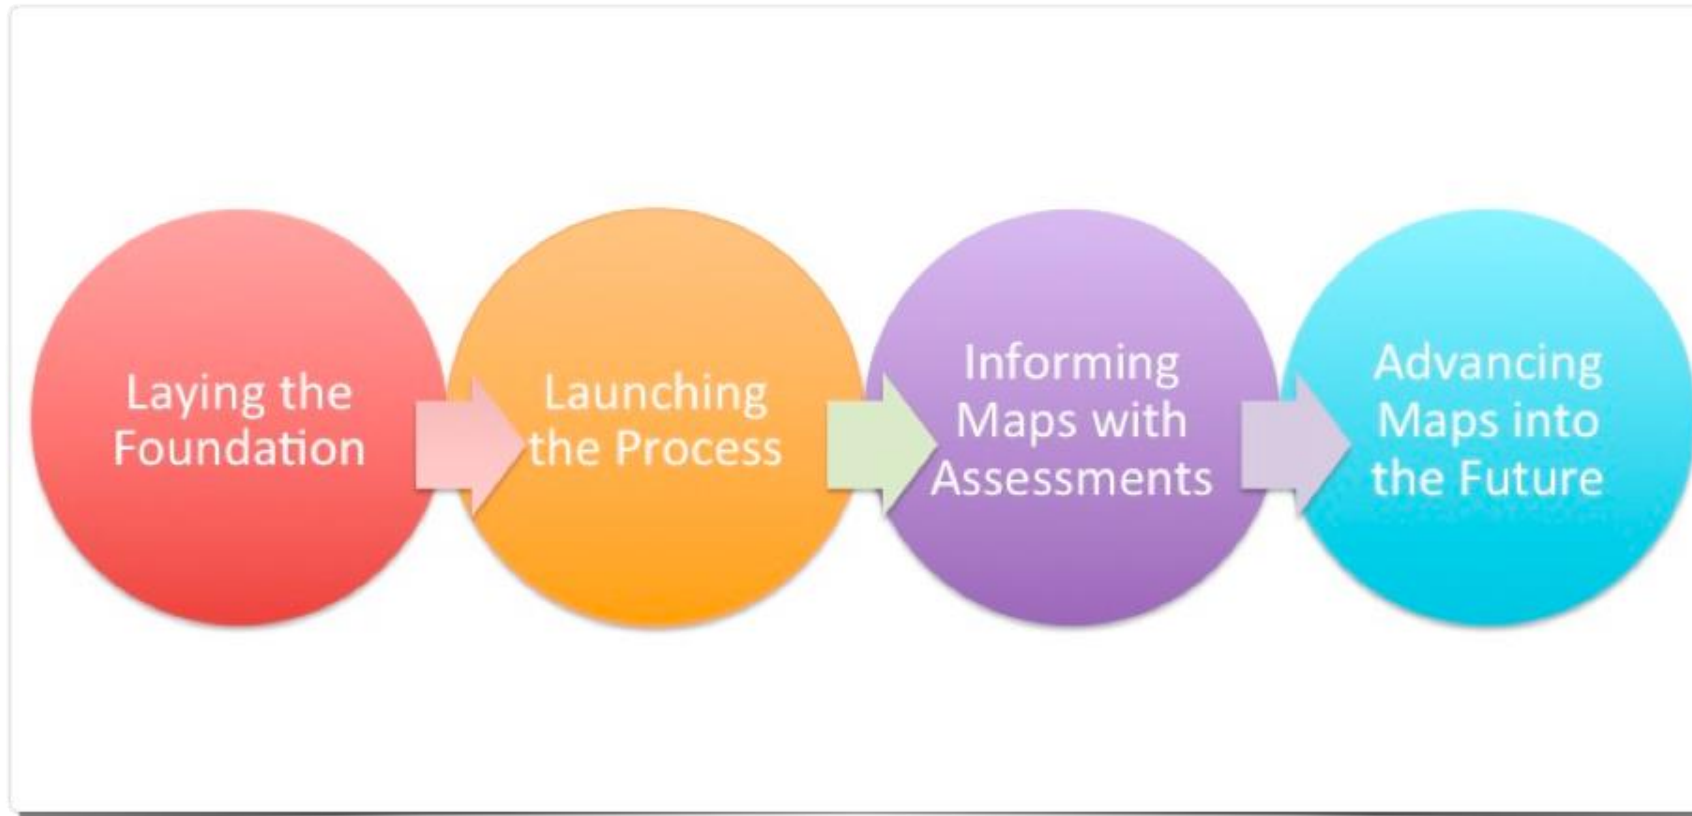 Laying the
Foundation
Launching
the Process
Informing
Maps with
Assessments
Advancing
Maps into
the Future